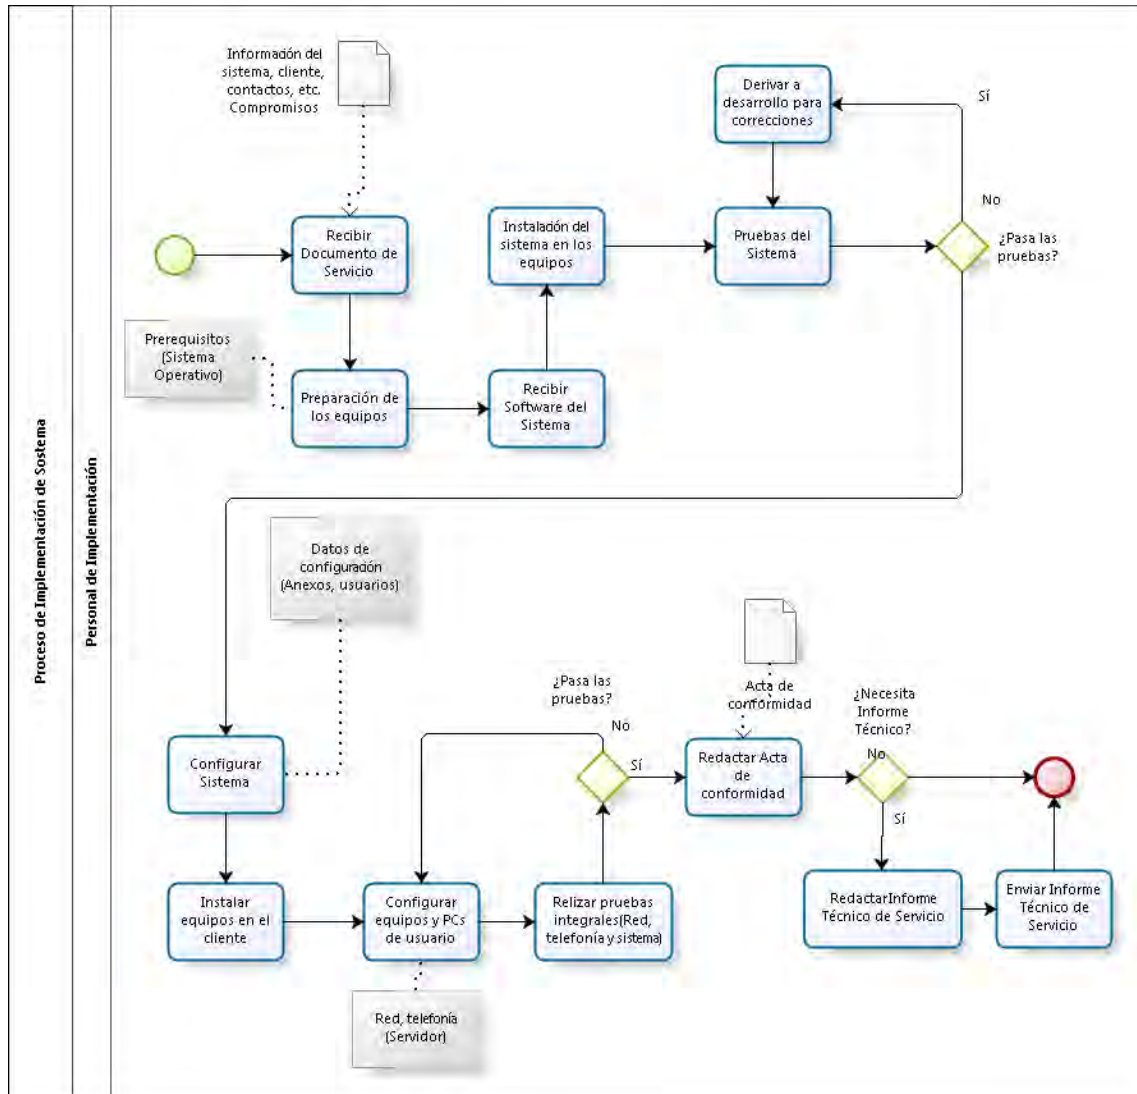 Proceso de Implementación de Sostema
Personal de Implementación
Información del
sistema, cliente,
contactos, etc.
Compromisos
Recibir
Documento de
Servicio
Prerequisitos
(Sistema
Operativo)
Preparación de
los equipos
Recibir
Software del
Sistema
Instalación del
sistema en los
equipos
Derivar a
desarrollo para
correcciones
Pruebas del
Sistema
Sí
No
¿Pasa las
pruebas?
Datos de
configuración
(Anexos, usuarios)
Configurar
Sistema
Instalar
equipos en el
cliente
Configurar
equipos y PCs
de usuario
Red, telefonía
(Servidor)
Relizar pruebas
integrales(Red,
telefonía y sistema)
¿Pasa las
pruebas?
No
Sí
Acta de
conformidad
Redactar Acta
de
conformidad
¿Necesita
Informe
Técnico?
No
Sí
RedactarInforme
Técnico de Servicio
Enviar Informe
Técnico de
Servicio